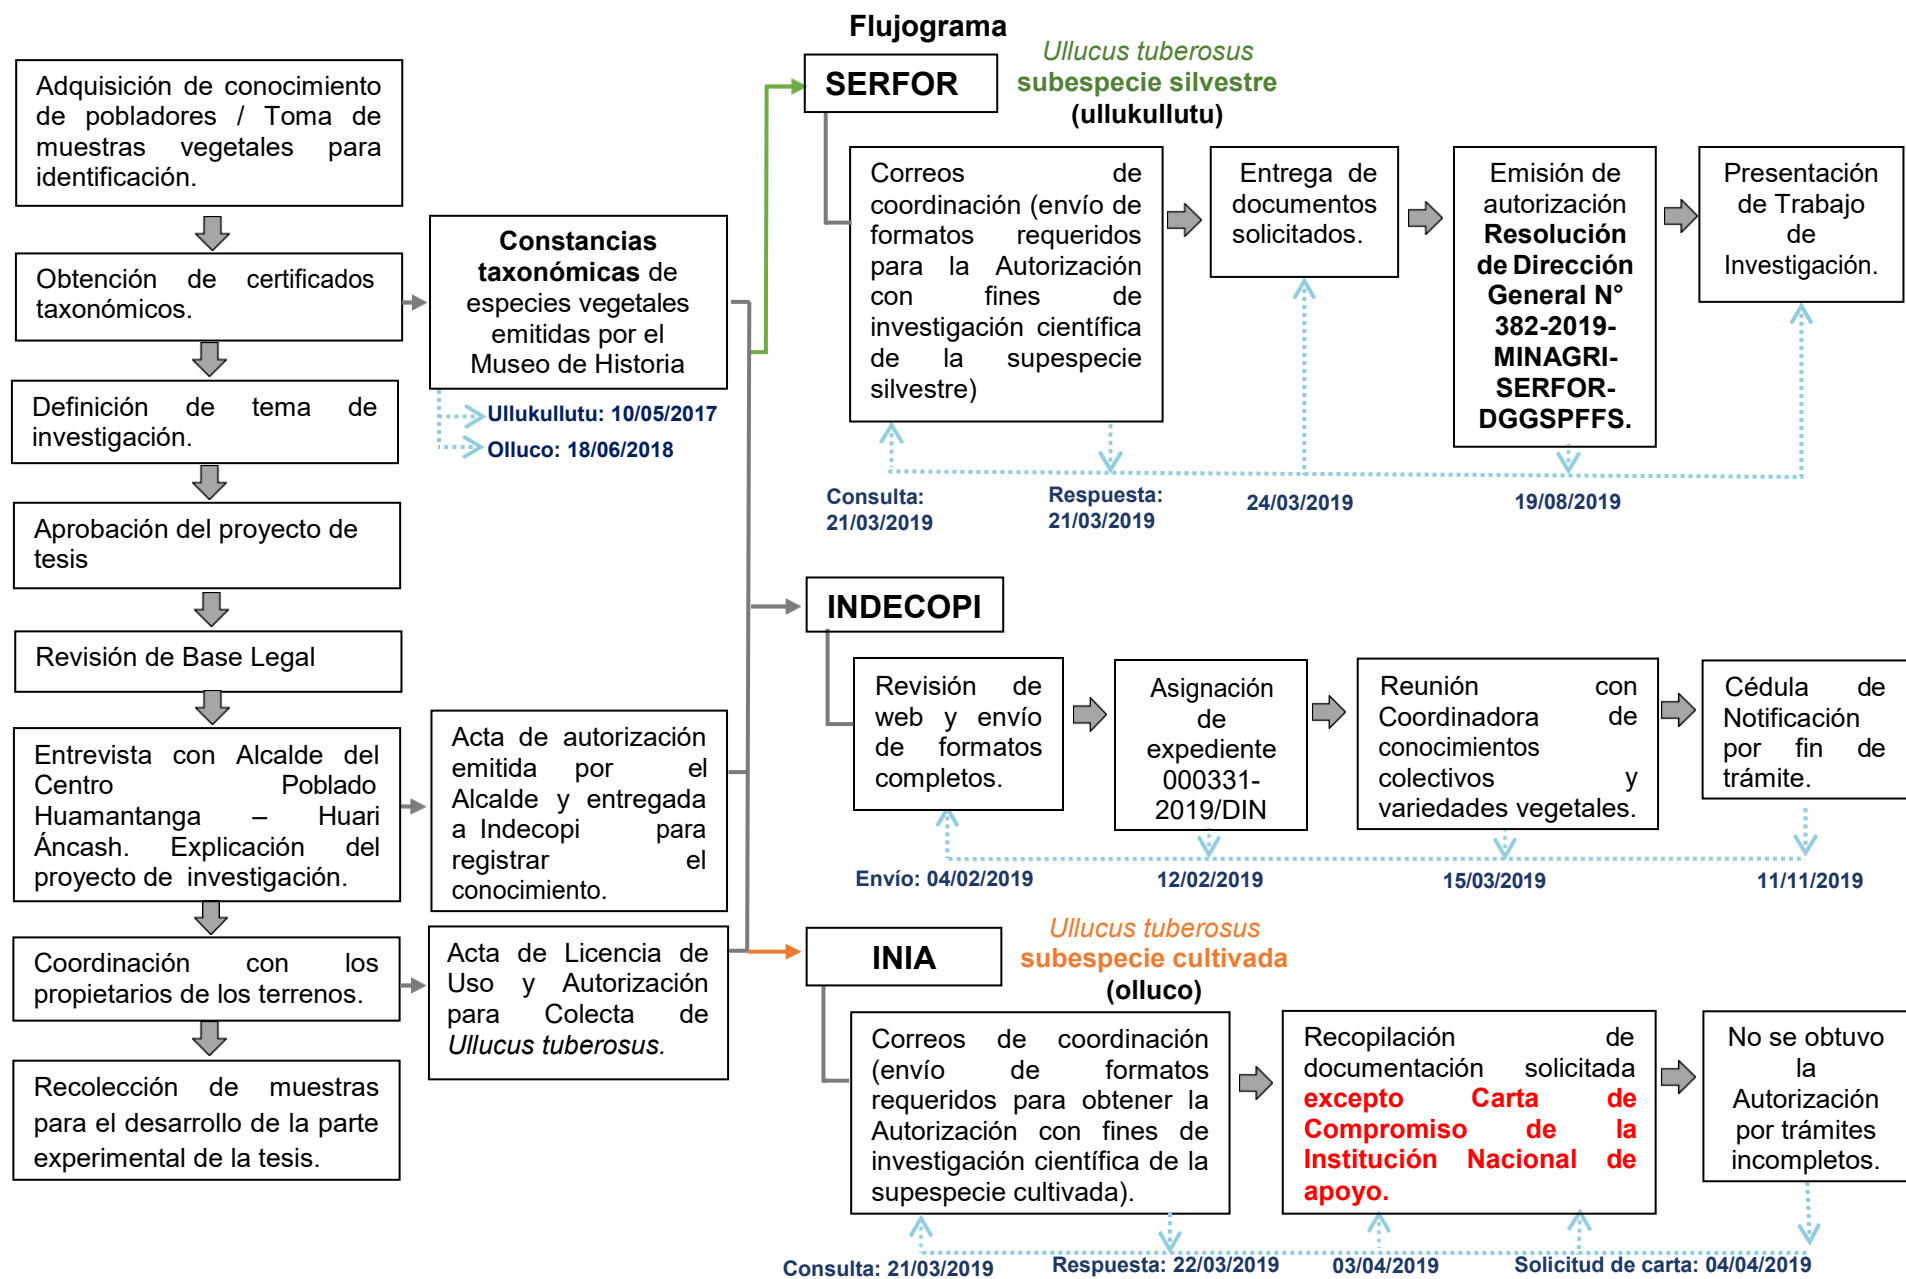 Flujograma
Adquisición de conocimiento
de pobladores / Toma de
muestras vegetales para
identificación.
Obtención de certificados
taxonómicos.
Definición de tema de
investigación.
Aprobación del proyecto de
tesis
Revisión de Base Legal
Entrevista con Alcalde del
Centro Poblado
Huamantanga – Huari
Áncash. Explicación del
proyecto de investigación.
Coordinación con los
propietarios de los terrenos.
Recolección de muestras
para el desarrollo de la parte
experimental de la tesis.
Constancias
taxonómicas de
especies vegetales
emitidas por el
Museo de Historia
Ullukullutu: 10/05/2017
Olluco: 18/06/2018
Acta de autorización
emitida por el
Alcalde y entregada
a Indecopi para
registrar el
conocimiento.
Acta de Licencia de
Uso y Autorización
para Colecta de
Ullucus tuberosus.
SERFOR
Ullucus tuberosus
subespecie silvestre
(ullukullutu)
Correos de
coordinación (envío de
formatos requeridos
para la Autorización
con fines de
investigación científica
de la supespecie
silvestre)
Entrega de
documentos
solicitados.
Emisión de
autorización
Resolución
de Dirección
General N°
382-2019-
MINAGRI-
SERFOR-
DGGSPFFS.
Presentación
de Trabajo
de
Investigación.
Consulta:
21/03/2019
Respuesta:
21/03/2019
24/03/2019
19/08/2019
INDECOPI
Revisión de
web y envío
de formatos
completos.
Asignación
de
expediente
000331-
2019/DIN
Reunión con
Coordinadora de
conocimientos
colectivos y
variedades vegetales.
Cédula de
Notificación
por fin de
trámite.
Envío: 04/02/2019
12/02/2019
15/03/2019
11/11/2019
INIA
Ullucus tuberosus
subespecie cultivada
(olluco)
Correos de coordinación
(envío de formatos
requeridos para obtener la
Autorización con fines de
investigación científica de la
supespecie cultivada).
Recopilación de
documentación solicitada
excepto Carta de
Compromiso de la
Institución Nacional de
apoyo.
No se obtuvo
la
Autorización
por trámites
incompletos.
Consulta: 21/03/2019
Respuesta: 22/03/2019
03/04/2019
Solicitud de carta: 04/04/2019